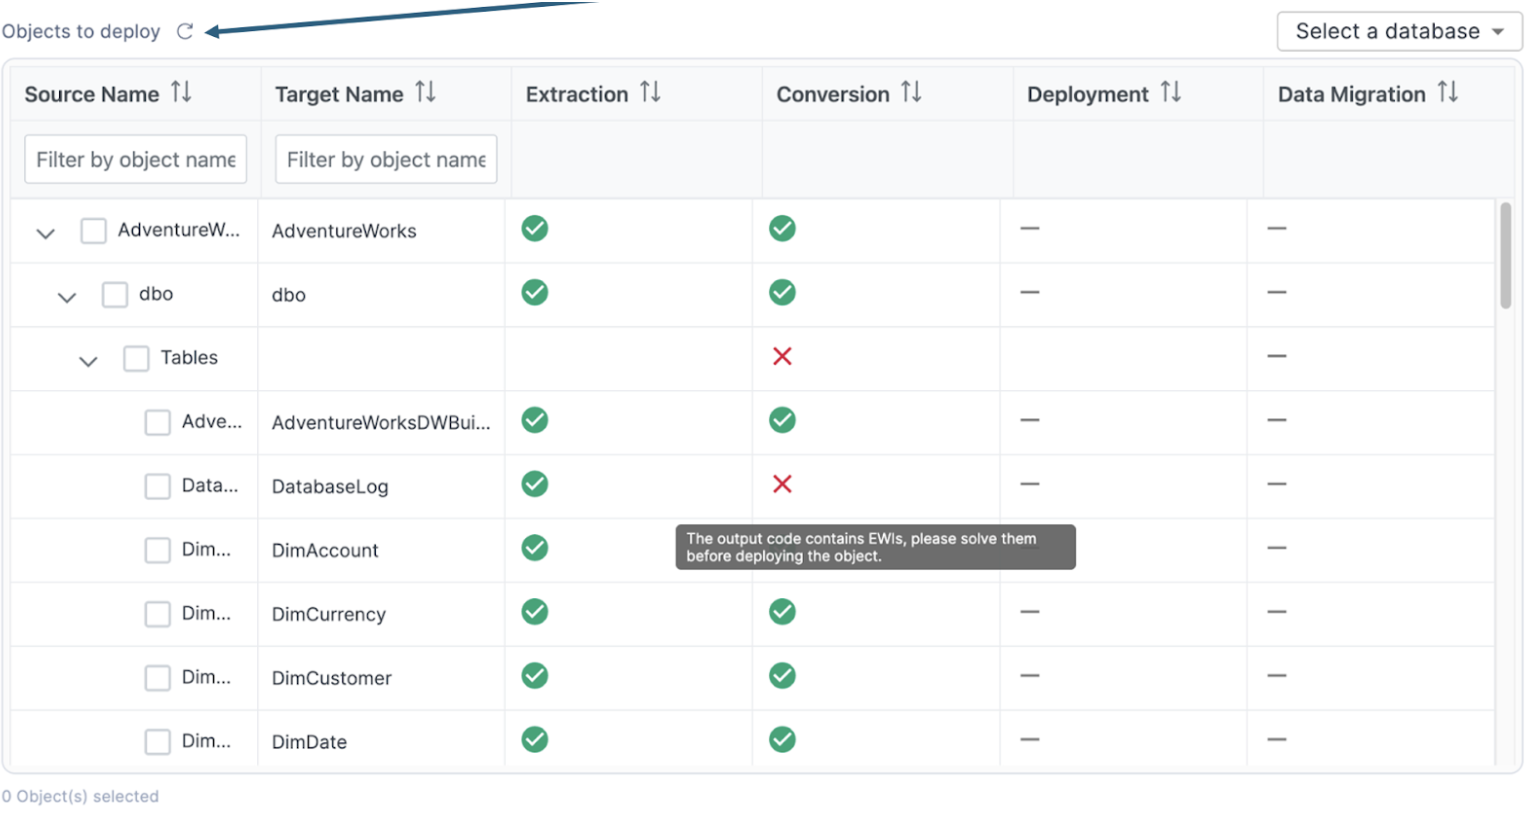 Objects to deploy
Select a database
Source Name
Target Name
Extraction
Conversion
Deployment
Data Migration
Filter by object name
Filter by object name
AdventureW...
AdventureWorks
dbo
dbo
Tables
Adve...
AdventureWorksDWBui...
Data...
DatabaseLog
Dim...
DimAccount
The output code contains EWIs, please solve them
before deploying the object.
Dim...
DimCurrency
Dim...
DimCustomer
Dim...
DimDate
0 Object(s) selected